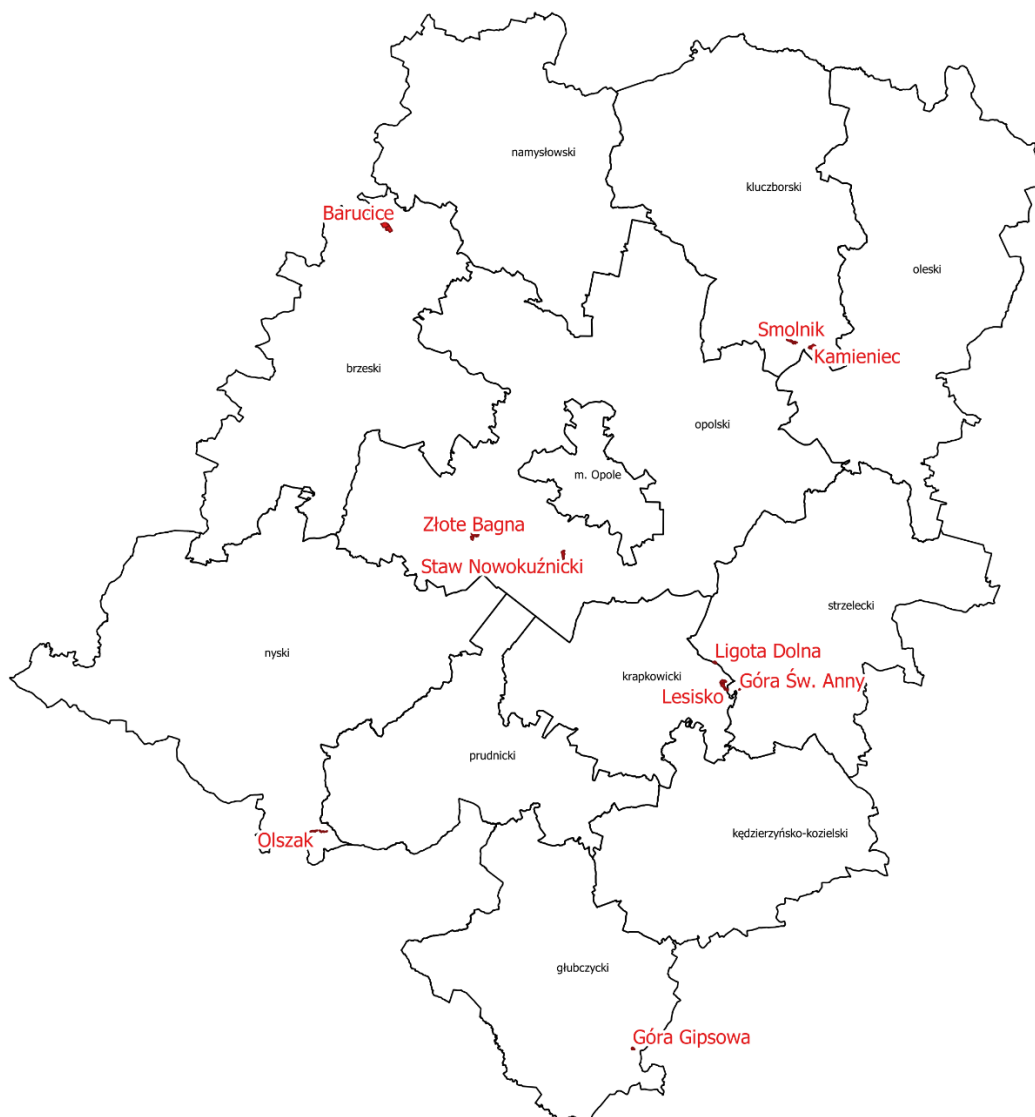 namysłowski
kluczborski
Barucice
oleski
Smolnik
Kamieniec
brzeski
opolski
m. Opole
Złote Bagna
Staw Nowokuźnicki
strzelecki
nyski
Ligota Dolna
krapkowicki
Góra Św. Anny
Lesisko
prudnicki
kędzierzyńsko-kozielski
Olszak
głubczycki
Góra Gipsowa